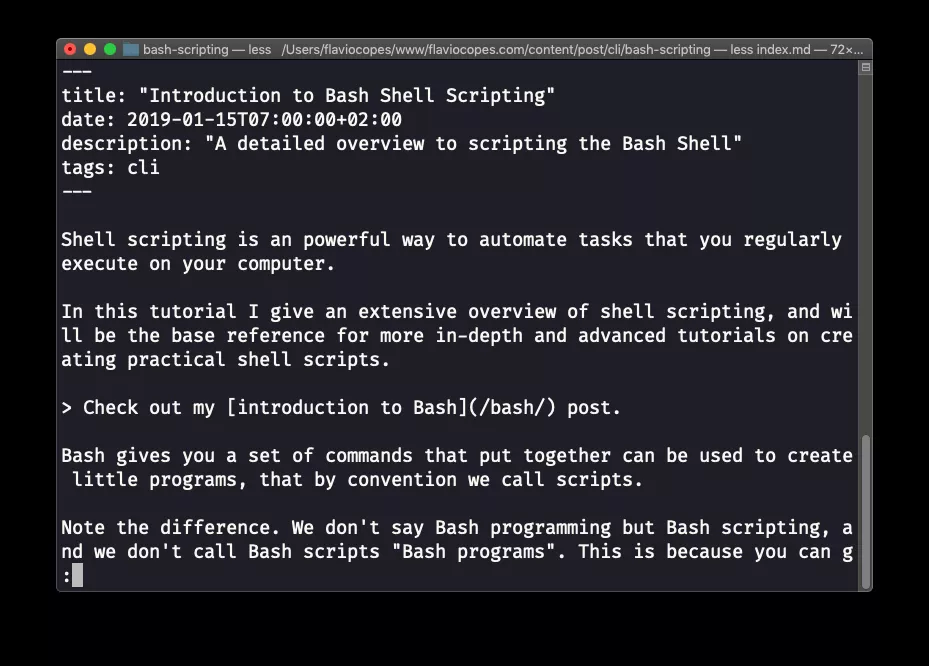 bash-scripting — less /Users/flaviocopes/www/flaviocopes.com/content/post/cli/bash-scripting — less index.md — 72×...
---
title: "Introduction to Bash Shell Scripting"
date: 2019-01-15T07:00:00+02:00
description: "A detailed overview to scripting the Bash Shell"
tags: cli
---
Shell scripting is an powerful way to automate tasks that you regularly
execute on your computer.
In this tutorial I give an extensive overview of shell scripting, and wi
ll be the base reference for more in-depth and advanced tutorials on cre
ating practical shell scripts.
> Check out my [introduction to Bash](/bash/) post.
Bash gives you a set of commands that put together can be used to create
 little programs, that by convention we call scripts.
Note the difference. We don't say Bash programming but Bash scripting, a
nd we don't call Bash scripts "Bash programs". This is because you can g
: